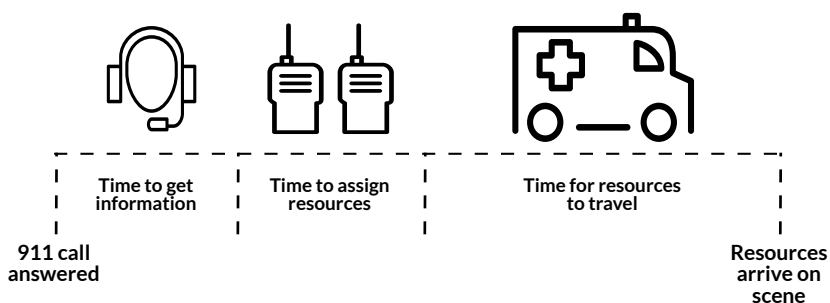 Time to get
information
Time to assign
resources
Time for resources
to travel
911 call
answered
Resources
arrive on
scene